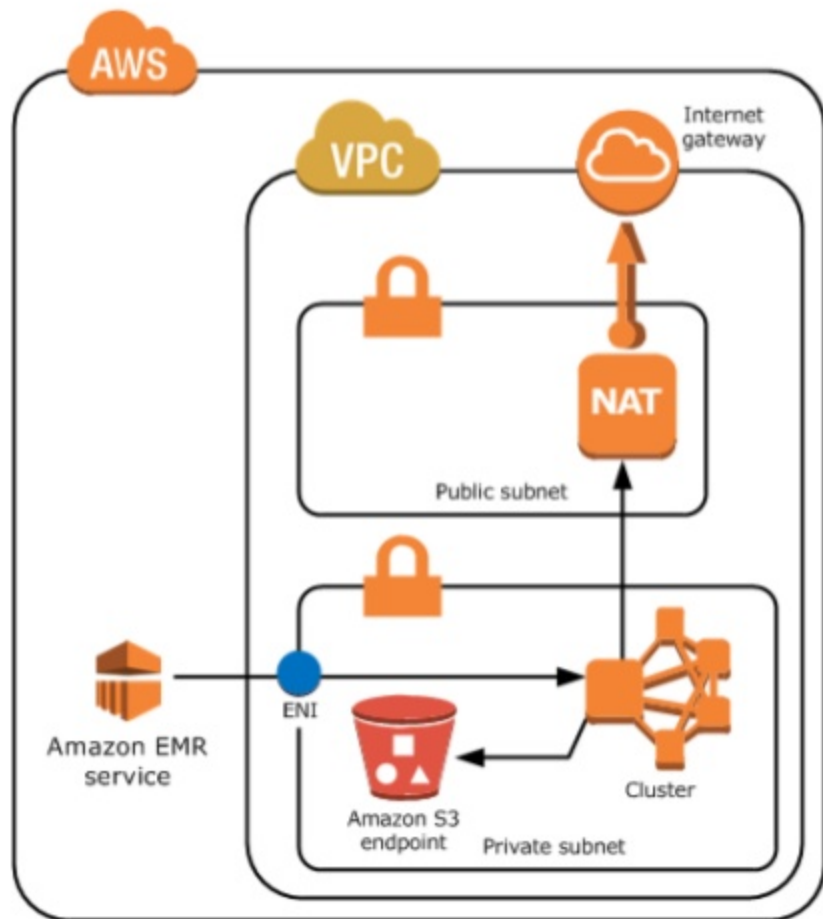 AWS
Internet
gateway
VPC
NAT
Public subnet
ENI
Amazon EMR
service
Amazon S3
endpoint
Cluster
Private subnet